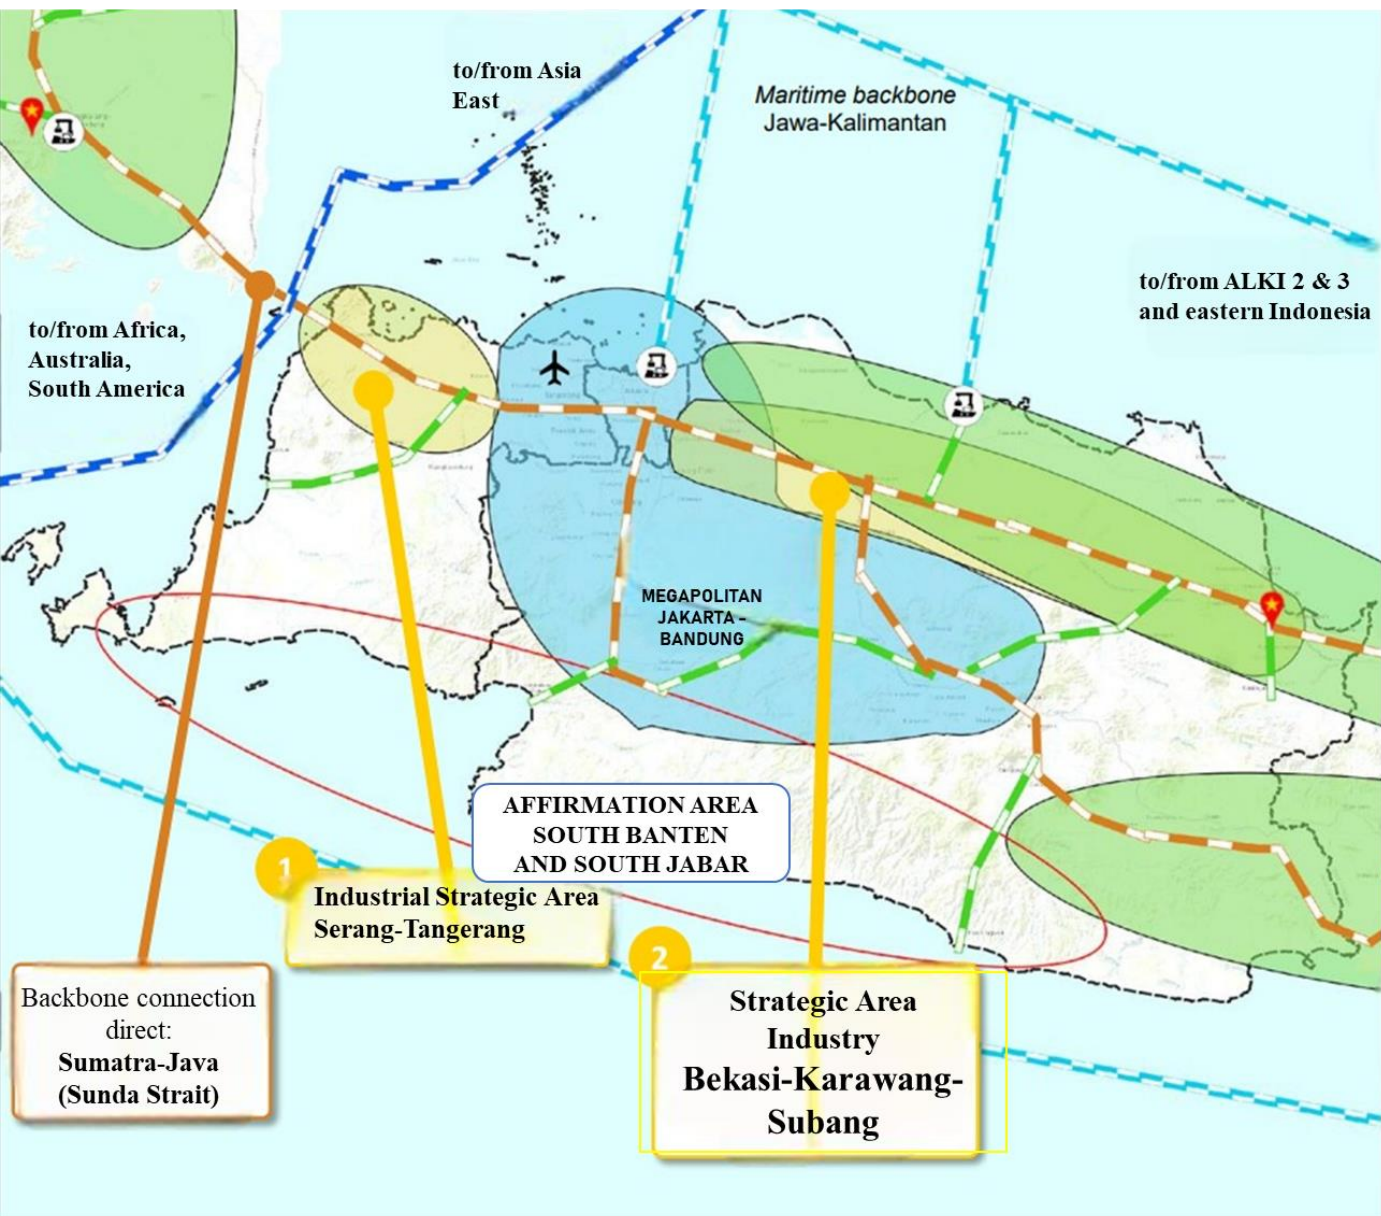 to/from Asia
East
Maritime backbone
Jawa-Kalimantan
to/from ALKI 2 & 3
and eastern Indonesia
to/from Africa,
Australia,
South America
MEGAPOLITAN
JAKARTA -
BANDUNG
AFFIRMATION AREA
SOUTH BANTEN
AND SOUTH JABAR
1
Industrial Strategic Area
Serang-Tangerang
2
Strategic Area
Industry
Bekasi-Karawang-
Subang
Backbone connection
direct:
Sumatra-Java
(Sunda Strait)